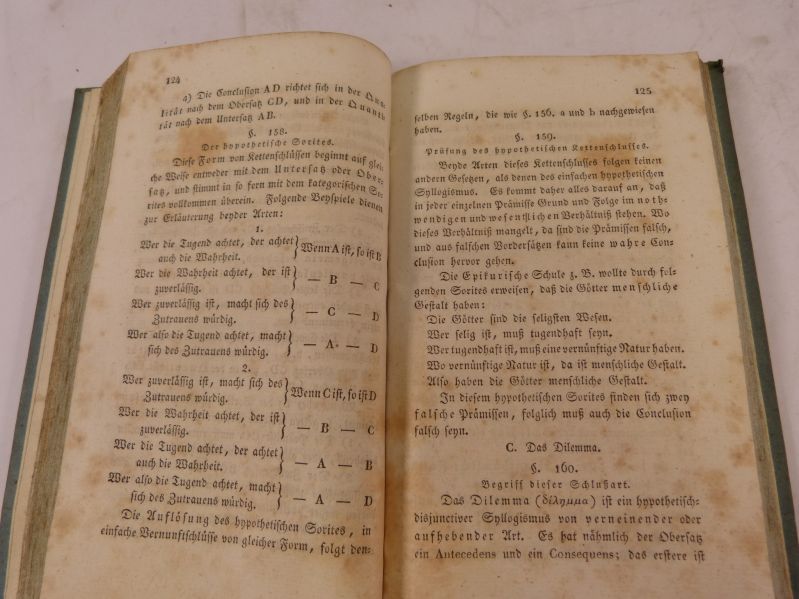 124
a) Die Conclusion AD richtet sich in der Qua-
lität nach dem Obersatz CD, und in der Quanti-
tät nach dem Untersatz AB.
§. 158.
Der hypothetische Sorites.
Diese Form von Kettenschlüssen beginnt auf glei-
che Weise entweder mit dem Untersatz oder Ober-
satz, und stimmt in so fern mit dem kategorischen So-
rites vollkommen überein. Folgende Beyspiele dienen
zur Erläuterung beyder Arten:
1.
Wer die Tugend achtet, der achtet
auch die Wahrheit. } Wenn A ist, so ist B
Wer die Wahrheit achtet, der ist
zuverlässig. } — B — C
Wer zuverlässig ist, macht sich des
Zutrauens würdig. } — C — D
Wer also die Tugend achtet, macht
sich des Zutrauens würdig. } — A — D
2.
Wer zuverlässig ist, macht sich des
Zutrauens würdig. } Wenn C ist, so ist D
Wer die Wahrheit achtet, der ist
zuverlässig. } — B — C
Wer die Tugend achtet, der achtet
auch die Wahrheit. } — A — B
Wer also die Tugend achtet, macht
sich des Zutrauens würdig. } — A — D
Die Auflösung des hypothetischen Sorites, in
einfache Vernunftschlüsse von gleicher Form, folgt den-
125
selben Regeln, die wie §. 156. a und b nachgewiesen
haben.
§. 159.
Prüfung des hypothetischen Kettenschlusses.
Beyde Arten dieses Kettenschlusses folgen keinen
andern Gesetzen, als denen des einfachen hypothetischen
Syllogismus. Es kommt daher alles darauf an, daß
in jeder einzelnen Prämisse Grund und Folge im noth-
wendigen und wesentlichen Verhältniß stehen. Wo
dieses Verhältniß mangelt, da sind die Prämissen falsch,
und aus falschen Vordersätzen kann keine wahre Con-
clusion hervor gehen.
Die Epikurische Schule z. B. wollte durch fol-
genden Sorites erweisen, daß die Götter menschliche
Gestalt haben:
Die Götter sind die seligsten Wesen.
Wer selig ist, muß tugendhaft seyn.
Wer tugendhaft ist, muß eine vernünftige Natur haben.
Wo vernünftige Natur ist, da ist menschliche Gestalt.
Also haben die Götter menschliche Gestalt.
In diesem hypothetischen Sorites finden sich zwey
falsche Prämissen, folglich muß auch die Conclusion
falsch seyn.
C. Das Dilemma.
§. 160.
Begriff dieser Schlußart.
Das Dilemma (δίλημμα) ist ein hypothetisch-
disjunctiver Syllogismus von verneinender oder
aufhebender Art. Es hat nähmlich der Obersatz
ein Antecedens und ein Consequens; das erstere ist